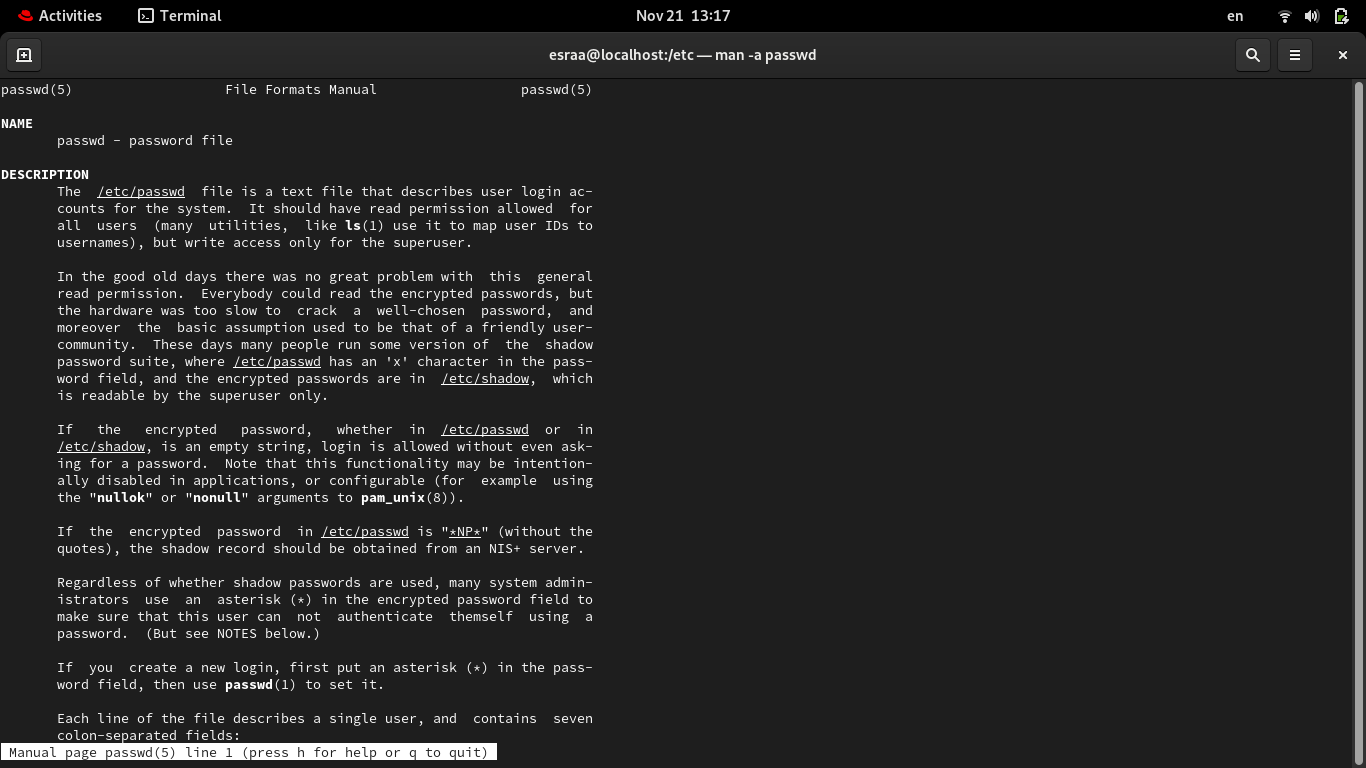 Activities Terminal Nov 21 13:17 en
esraa@localhost:/etc — man -a passwd
passwd(5) File Formats Manual passwd(5)
NAME
passwd - password file
DESCRIPTION
The /etc/passwd file is a text file that describes user login ac-
counts for the system. It should have read permission allowed for
all users (many utilities, like ls(1) use it to map user IDs to
usernames), but write access only for the superuser.
In the good old days there was no great problem with this general
read permission. Everybody could read the encrypted passwords, but
the hardware was too slow to crack a well-chosen password, and
moreover the basic assumption used to be that of a friendly user-
community. These days many people run some version of the shadow
password suite, where /etc/passwd has an 'x' character in the pass-
word field, and the encrypted passwords are in /etc/shadow, which
is readable by the superuser only.
If the encrypted password, whether in /etc/passwd or in
/etc/shadow, is an empty string, login is allowed without even ask-
ing for a password. Note that this functionality may be intention-
ally disabled in applications, or configurable (for example using
the "nullok" or "nonull" arguments to pam_unix(8)).
If the encrypted password in /etc/passwd is "*NP*" (without the
quotes), the shadow record should be obtained from an NIS+ server.
Regardless of whether shadow passwords are used, many system admin-
istrators use an asterisk (*) in the encrypted password field to
make sure that this user can not authenticate themself using a
password. (But see NOTES below.)
If you create a new login, first put an asterisk (*) in the pass-
word field, then use passwd(1) to set it.
Each line of the file describes a single user, and contains seven
colon-separated fields:
Manual page passwd(5) line 1 (press h for help or q to quit)